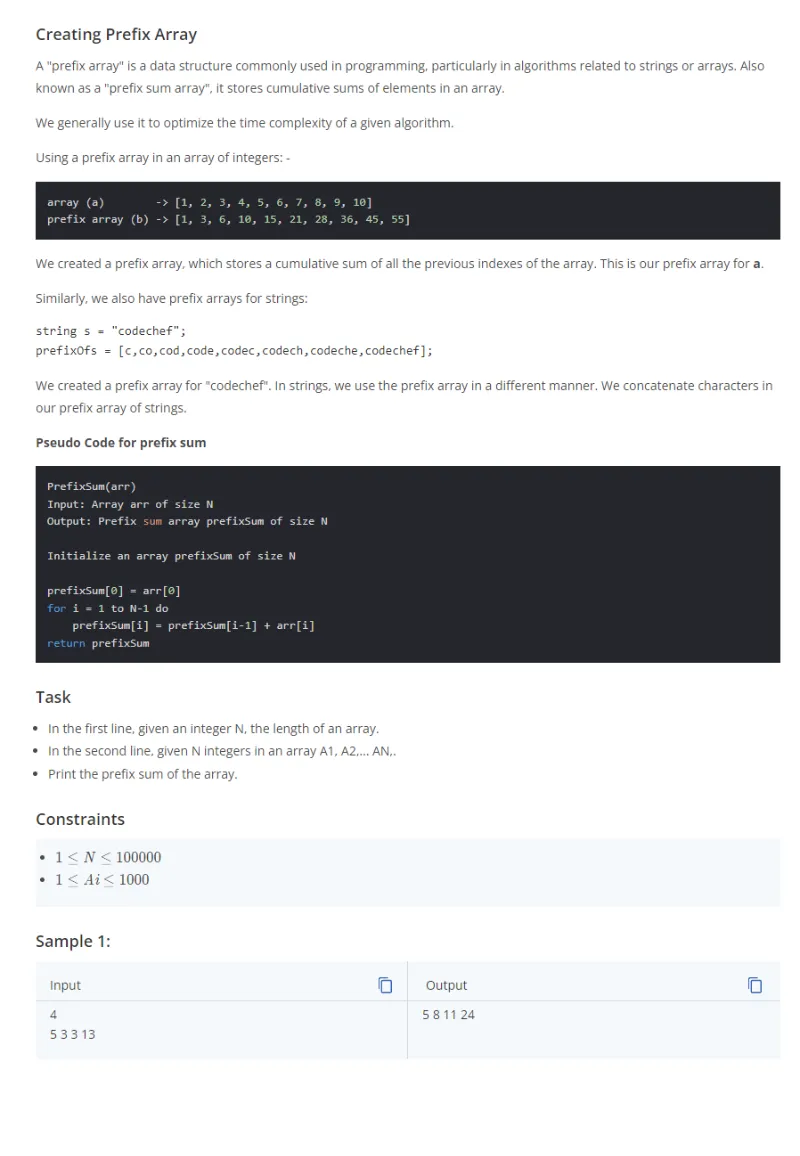 Creating Prefix Array
A "prefix array" is a data structure commonly used in programming, particularly in algorithms related to strings or arrays. Also
known as a "prefix sum array", it stores cumulative sums of elements in an array.
We generally use it to optimize the time complexity of a given algorithm.
Using a prefix array in an array of integers: -
array (a)        -> [1, 2, 3, 4, 5, 6, 7, 8, 9, 10]
prefix array (b) -> [1, 3, 6, 10, 15, 21, 28, 36, 45, 55]
We created a prefix array, which stores a cumulative sum of all the previous indexes of the array. This is our prefix array for a.
Similarly, we also have prefix arrays for strings:
string s = "codechef";
prefixOfs = [c,co,cod,code,codec,codech,codeche,codechef];
We created a prefix array for "codechef". In strings, we use the prefix array in a different manner. We concatenate characters in
our prefix array of strings.
Pseudo Code for prefix sum
PrefixSum(arr)
Input: Array arr of size N
Output: Prefix sum array prefixSum of size N
Initialize an array prefixSum of size N
prefixSum[0] = arr[0]
for i = 1 to N-1 do
    prefixSum[i] = prefixSum[i-1] + arr[i]
return prefixSum
Task
• In the first line, given an integer N, the length of an array.
• In the second line, given N integers in an array A1, A2,... AN,.
• Print the prefix sum of the array.
Constraints
• 1 ≤ N ≤ 100000
• 1 ≤ Ai ≤ 1000
Sample 1:
Input
4
5 3 3 13
Output
5 8 11 24